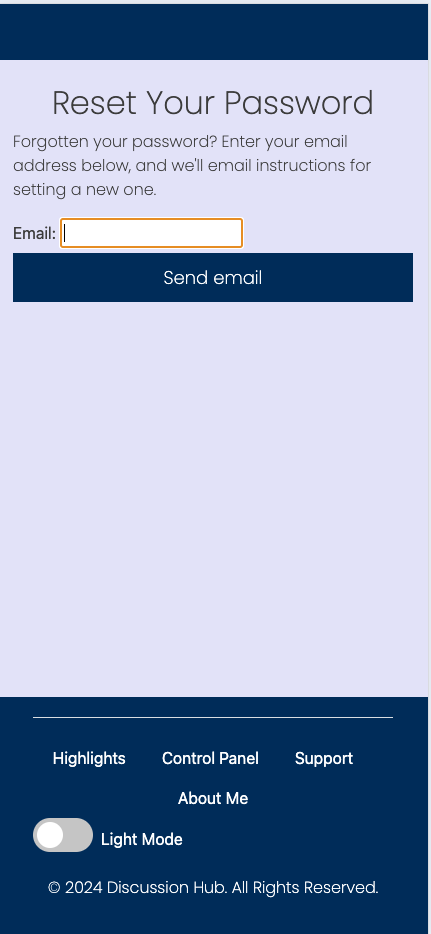 Reset Your Password
Forgotten your password? Enter your email
address below, and we'll email instructions for
setting a new one.
Email:
Send email
Highlights Control Panel Support
About Me
Light Mode
© 2024 Discussion Hub. All Rights Reserved.